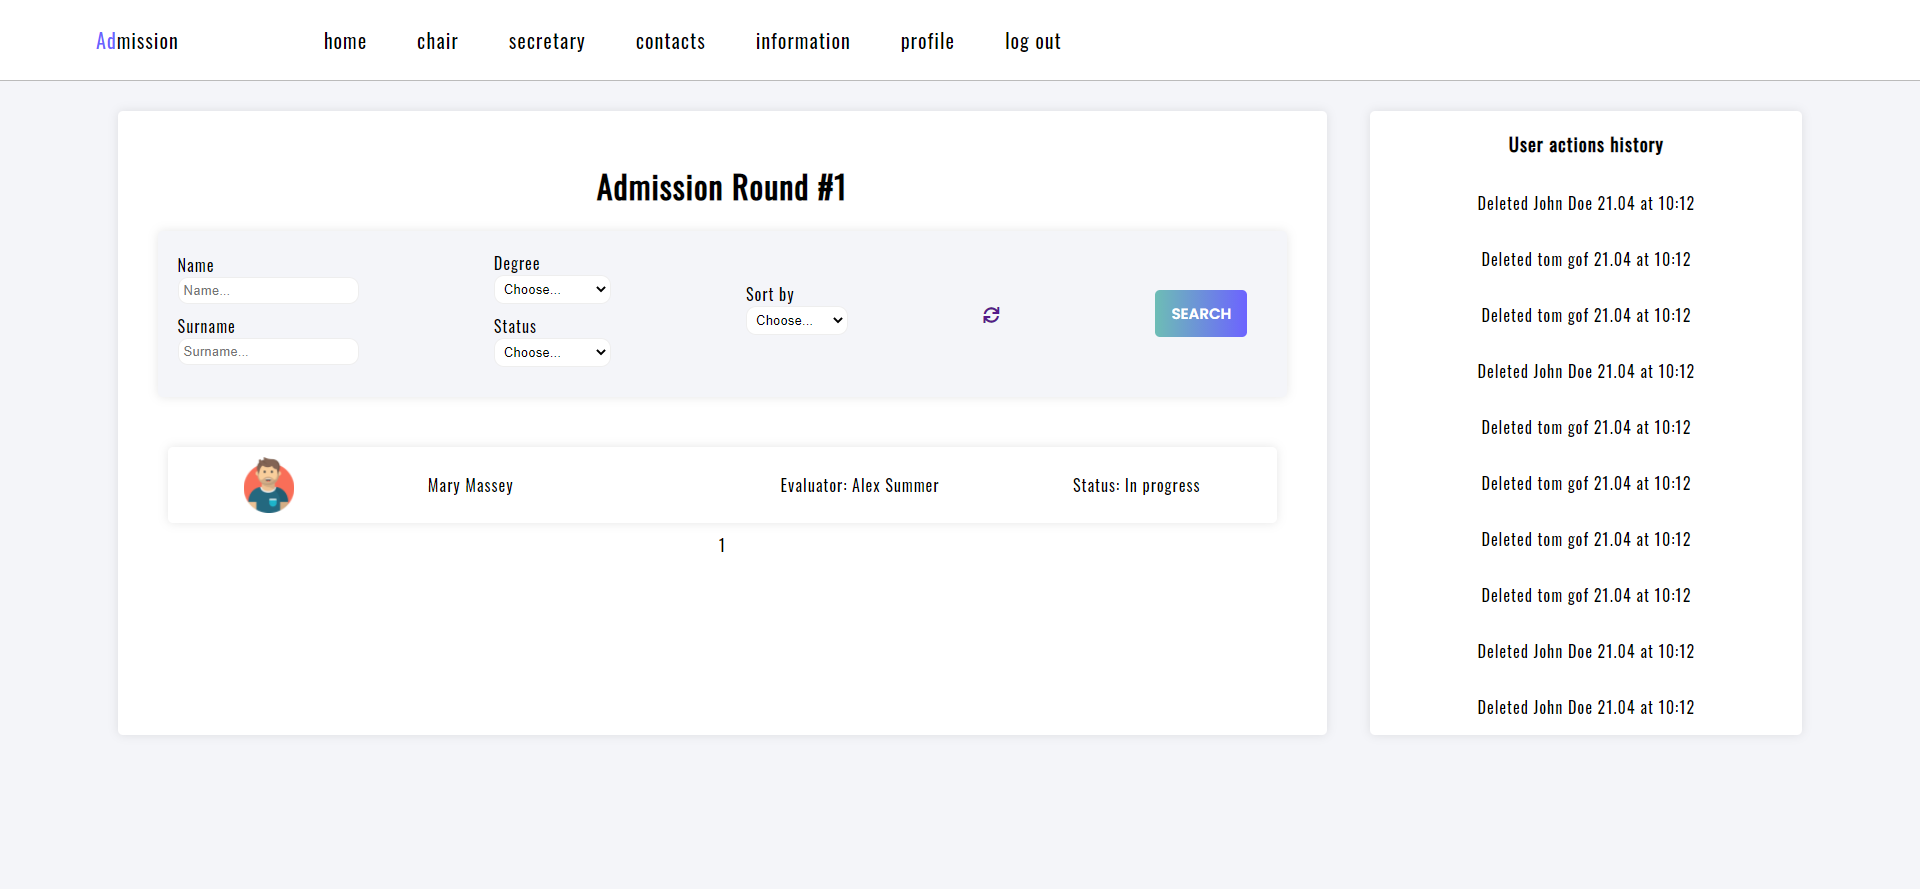 Admission
home
chair
secretary
contacts
information
profile
log out
Admission Round #1
Name
Name...
Surname
Surname...
Degree
Choose...
Status
Choose...
Sort by
Choose...
SEARCH
Mary Massey
Evaluator: Alex Summer
Status: In progress
1
User actions history
Deleted John Doe 21.04 at 10:12
Deleted tom gof 21.04 at 10:12
Deleted tom gof 21.04 at 10:12
Deleted John Doe 21.04 at 10:12
Deleted tom gof 21.04 at 10:12
Deleted tom gof 21.04 at 10:12
Deleted tom gof 21.04 at 10:12
Deleted tom gof 21.04 at 10:12
Deleted John Doe 21.04 at 10:12
Deleted John Doe 21.04 at 10:12